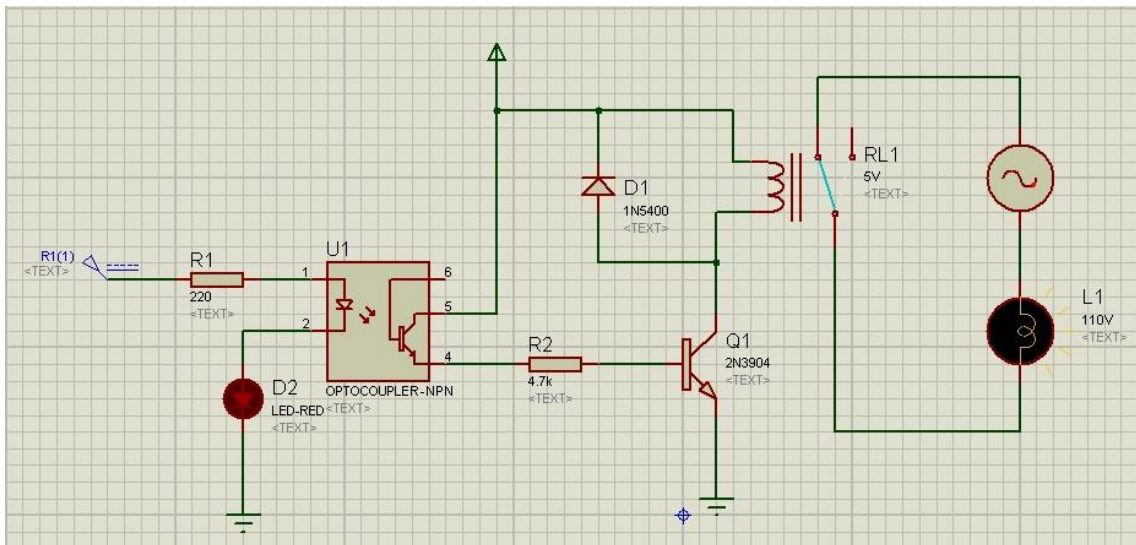 RL1
5V
<TEXT>
D1
1N5400
<TEXT>
R1(1)
<TEXT>
R1
220
<TEXT>
U1
1
2
6
5
4
OPTOCOUPLER-NPN
<TEXT>
D2
LED-RED
<TEXT>
R2
4.7k
<TEXT>
Q1
2N3904
<TEXT>
L1
110V
<TEXT>